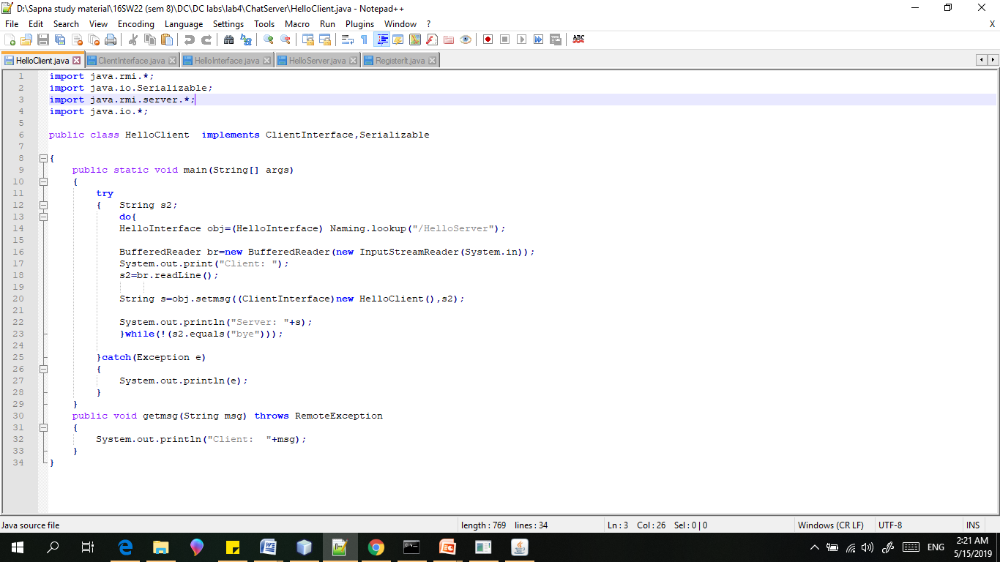 D:\Sapna study material\16SW22 (sem 8)\DC\DC labs\lab4\ChatServer\HelloClient.java - Notepad++
File Edit Search View Encoding Language Settings Tools Macro Run Plugins Window ? X
ABC
HelloClient.java ClientInterface.java HelloInterface.java HelloServer.java RegisterIt.java
1 import java.rmi.*;
2 import java.io.Serializable;
3 import java.rmi.server.*;
4 import java.io.*;
5
6 public class HelloClient  implements ClientInterface,Serializable
7
8 {
9     public static void main(String[] args)
10     {
11         try
12         {   String s2;
13             do{
14             HelloInterface obj=(HelloInterface) Naming.lookup("/HelloServer");
15
16             BufferedReader br=new BufferedReader(new InputStreamReader(System.in));
17             System.out.print("Client: ");
18             s2=br.readLine();
19
20             String s=obj.setmsg((ClientInterface)new HelloClient(),s2);
21
22             System.out.println("Server: "+s);
23             }while(!(s2.equals("bye")));
24
25         }catch(Exception e)
26         {
27             System.out.println(e);
28         }
29     }
30     public void getmsg(String msg) throws RemoteException
31     {
32         System.out.println("Client:  "+msg);
33     }
34 }
Java source file length : 769 lines : 34 Ln : 3 Col : 26 Sel : 0 | 0 Windows (CR LF) UTF-8 INS
ENG 2:21 AM
5/15/2019